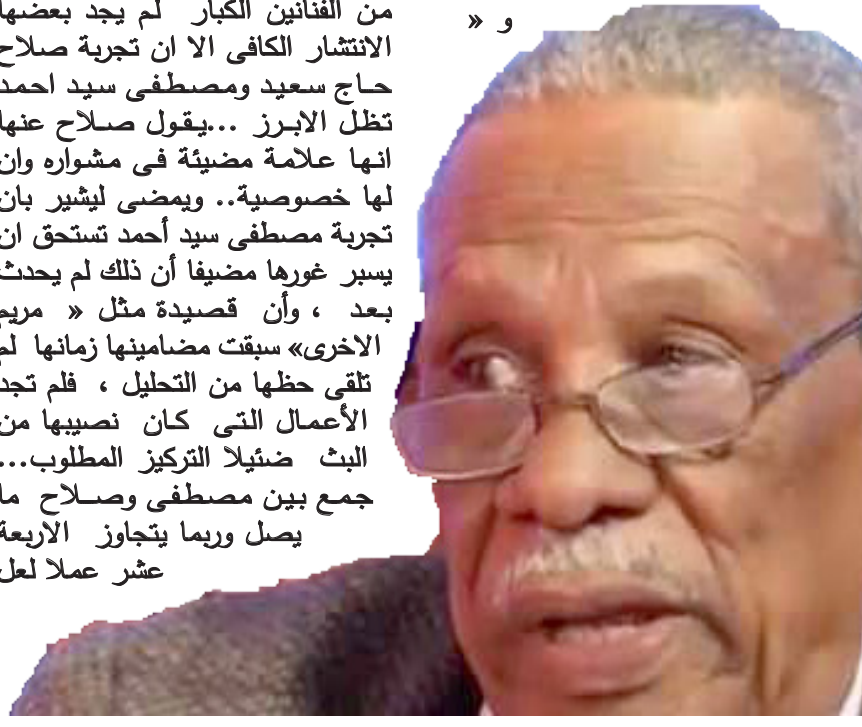 من الفنانين الكبار لم يجد بعضها
الانتشار الكافى الا ان تجربة صلاح
حاج سعيد ومصطفى سيد احمد
تظل الابرز ...يقول صلاح عنها
انها علامة مضيئة فى مشواره وان
لها خصوصية.. ويمضى ليشير بان
تجربة مصطفى سيد أحمد تستحق ان
يسبر غورها مضيفا أن ذلك لم يحدث
بعد ، وأن قصيدة مثل « مريم
الاخرى» سبقت مضامينها زمانها لم
تلقى حظها من التحليل ، فلم تجد
الأعمال التى كان نصيبها من
البث ضئيلا التركيز المطلوب...
جمع بين مصطفى وصلاح ما
يصل وربما يتجاوز الاربعة
عشر عملا لعل
و «